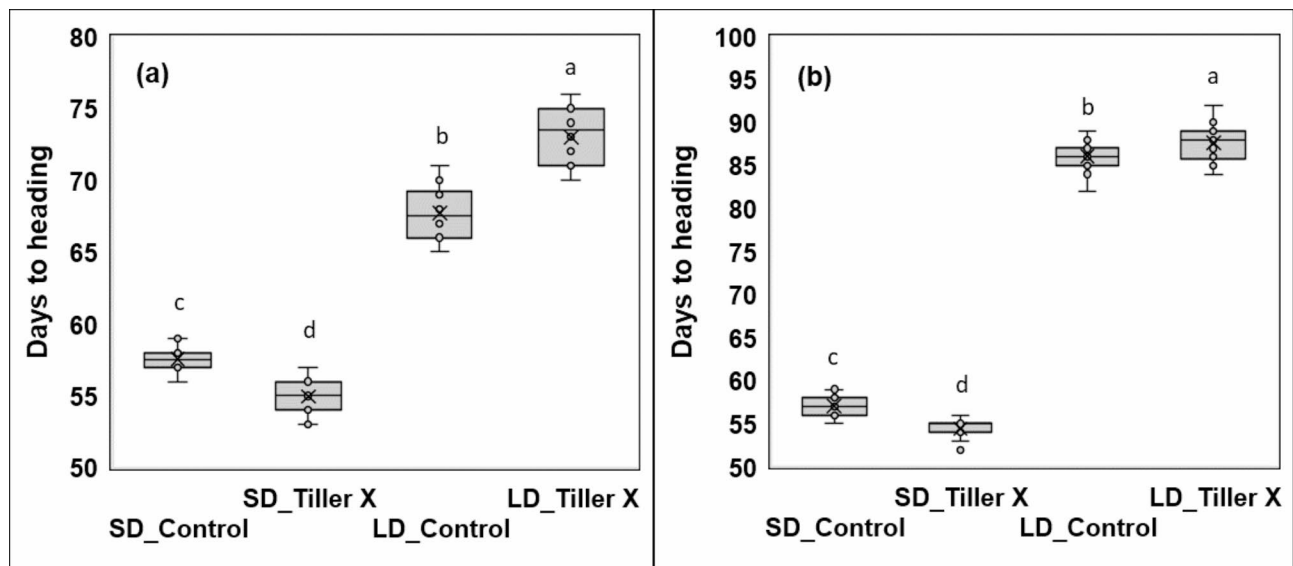 (a)
Days to heading
80
75
70
65
60
55
50
c
d
b
a
SD_Tiller X
LD_Tiller X
SD_Control
LD_Control
(b)
Days to heading
100
95
90
85
80
75
70
65
60
55
50
c
d
b
a
SD_Tiller X
LD_Tiller X
SD_Control
LD_Control